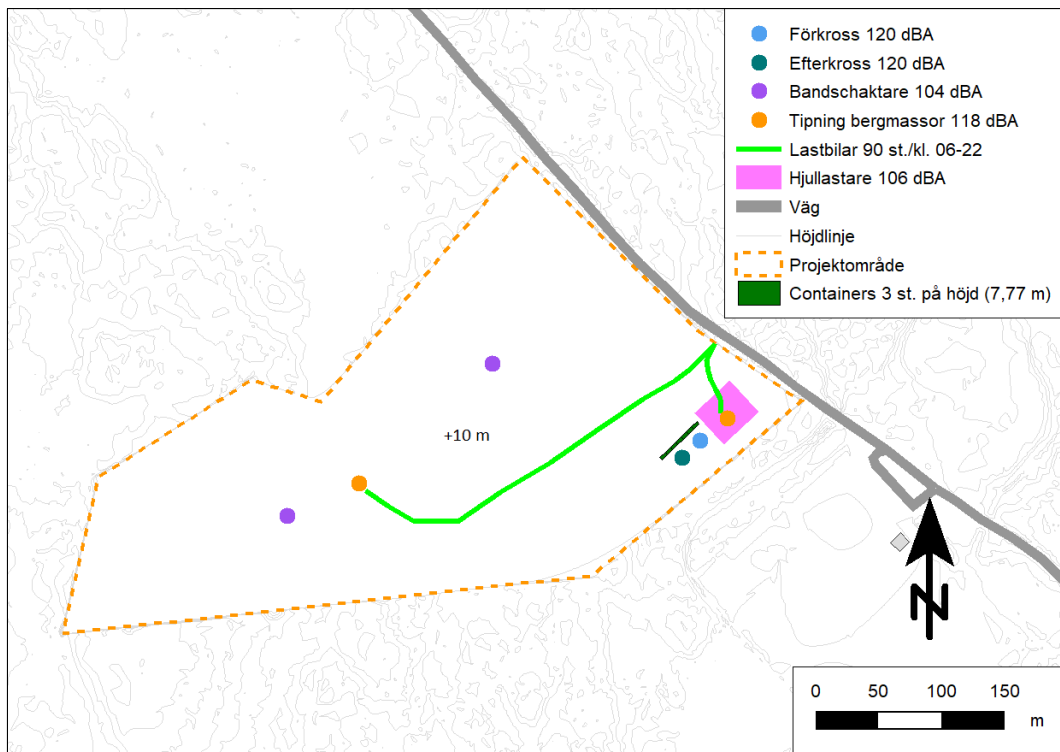 Förkross 120 dBA
Efterkross 120 dBA
Bandschaktare 104 dBA
Tipning bergmassor 118 dBA
Lastbilar 90 st./kl. 06-22
Hjullastare 106 dBA
Väg
Höjdlinje
Projektområde
Containers 3 st. på höjd (7,77 m)
+10 m
N
0 50 100 150
m